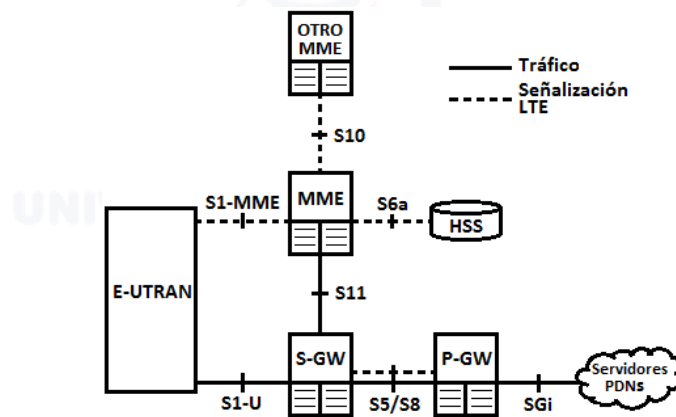 OTRO
MME
Tráfico
Señalización
LTE
S10
S1-MME
MME
S6a
HSS
UNI
E-UTRAN
S11
S-GW
P-GW
Servidores
PDNs
S1-U
S5/S8
SGi